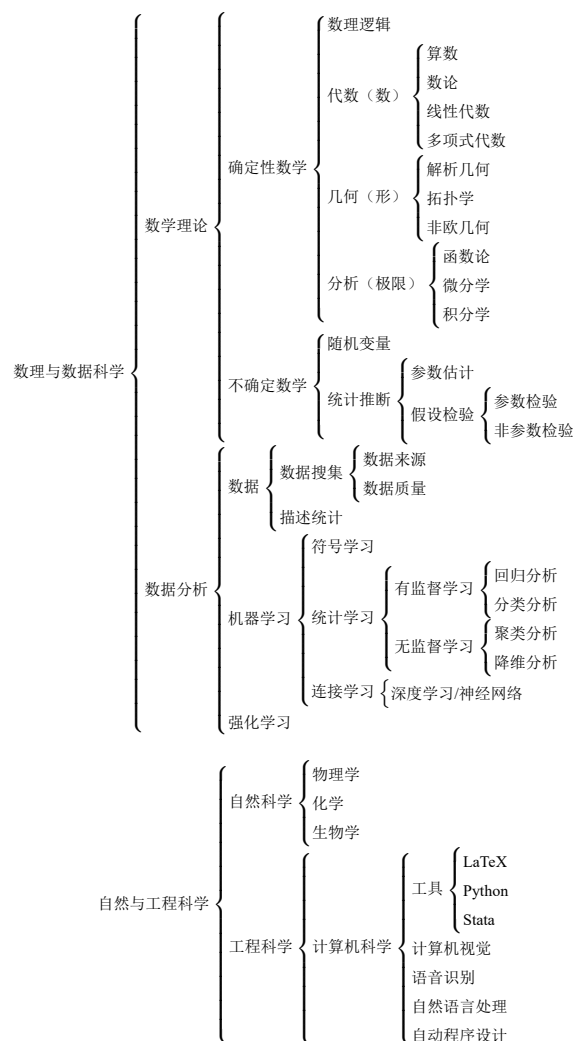 数理与数据科学
数学理论
确定性数学
数理逻辑
代数（数）
算数
数论
线性代数
多项式代数
几何（形）
解析几何
拓扑学
非欧几何
分析（极限）
函数论
微分学
积分学
不确定数学
随机变量
统计推断
参数估计
假设检验
参数检验
非参数检验
数据分析
数据
数据搜集
数据来源
数据质量
描述统计
机器学习
符号学习
统计学习
有监督学习
回归分析
分类分析
无监督学习
聚类分析
降维分析
连接学习
深度学习/神经网络
强化学习
自然与工程科学
自然科学
物理学
化学
生物学
工程科学
计算机科学
工具
LaTeX
Python
Stata
计算机视觉
语音识别
自然语言处理
自动程序设计